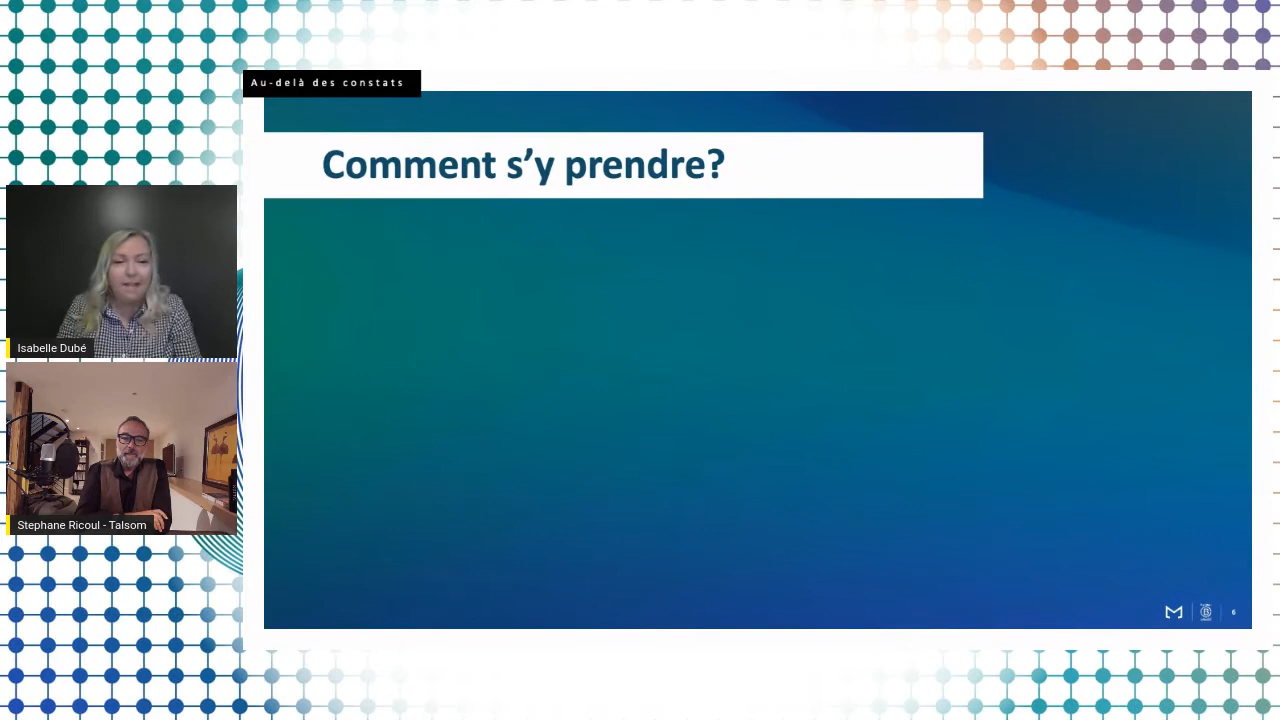 Au-delà des constats
Comment s’y prendre?
Isabelle Dubé
Stephane Ricoul - Talsom
6